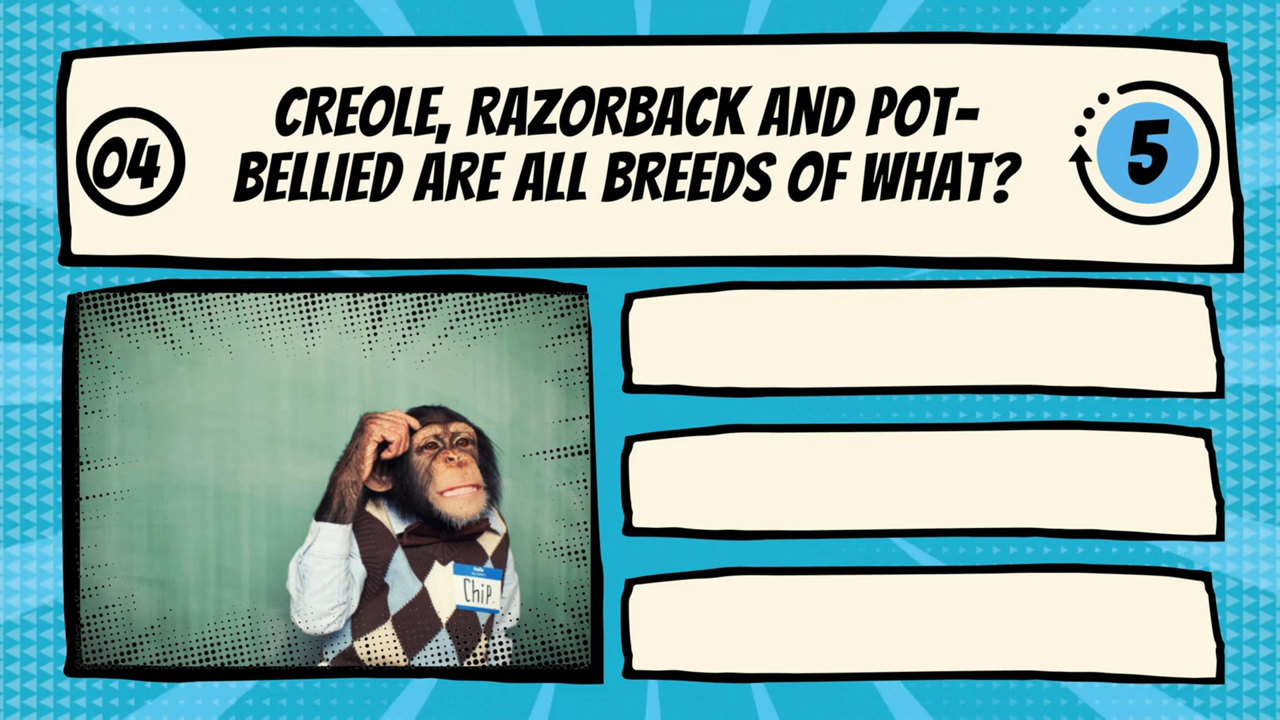 04
CREOLE, RAZORBACK AND POT-
BELLIED ARE ALL BREEDS OF WHAT?
5
Chip